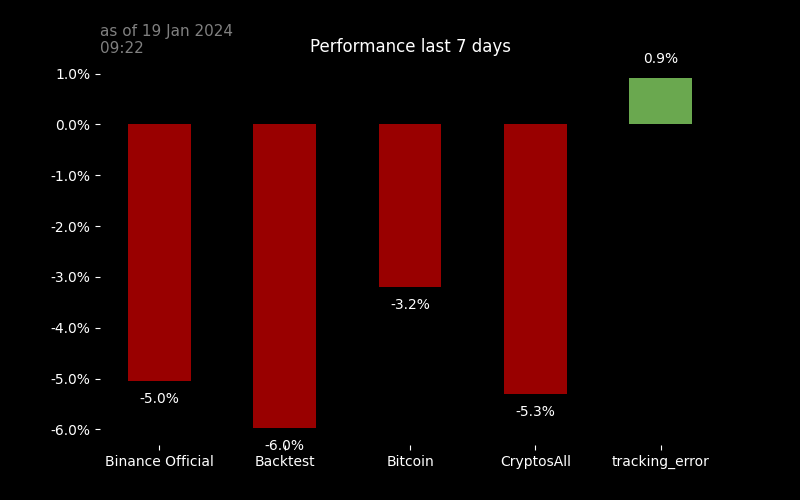 as of 19 Jan 2024
09:22
Performance last 7 days
0.9%
1.0%
0.0%
-1.0%
-2.0%
-3.0%
-4.0%
-5.0%
-6.0%
-5.0%
-6.0%
-3.2%
-5.3%
Binance Official
Backtest
Bitcoin
CryptosAll
tracking_error